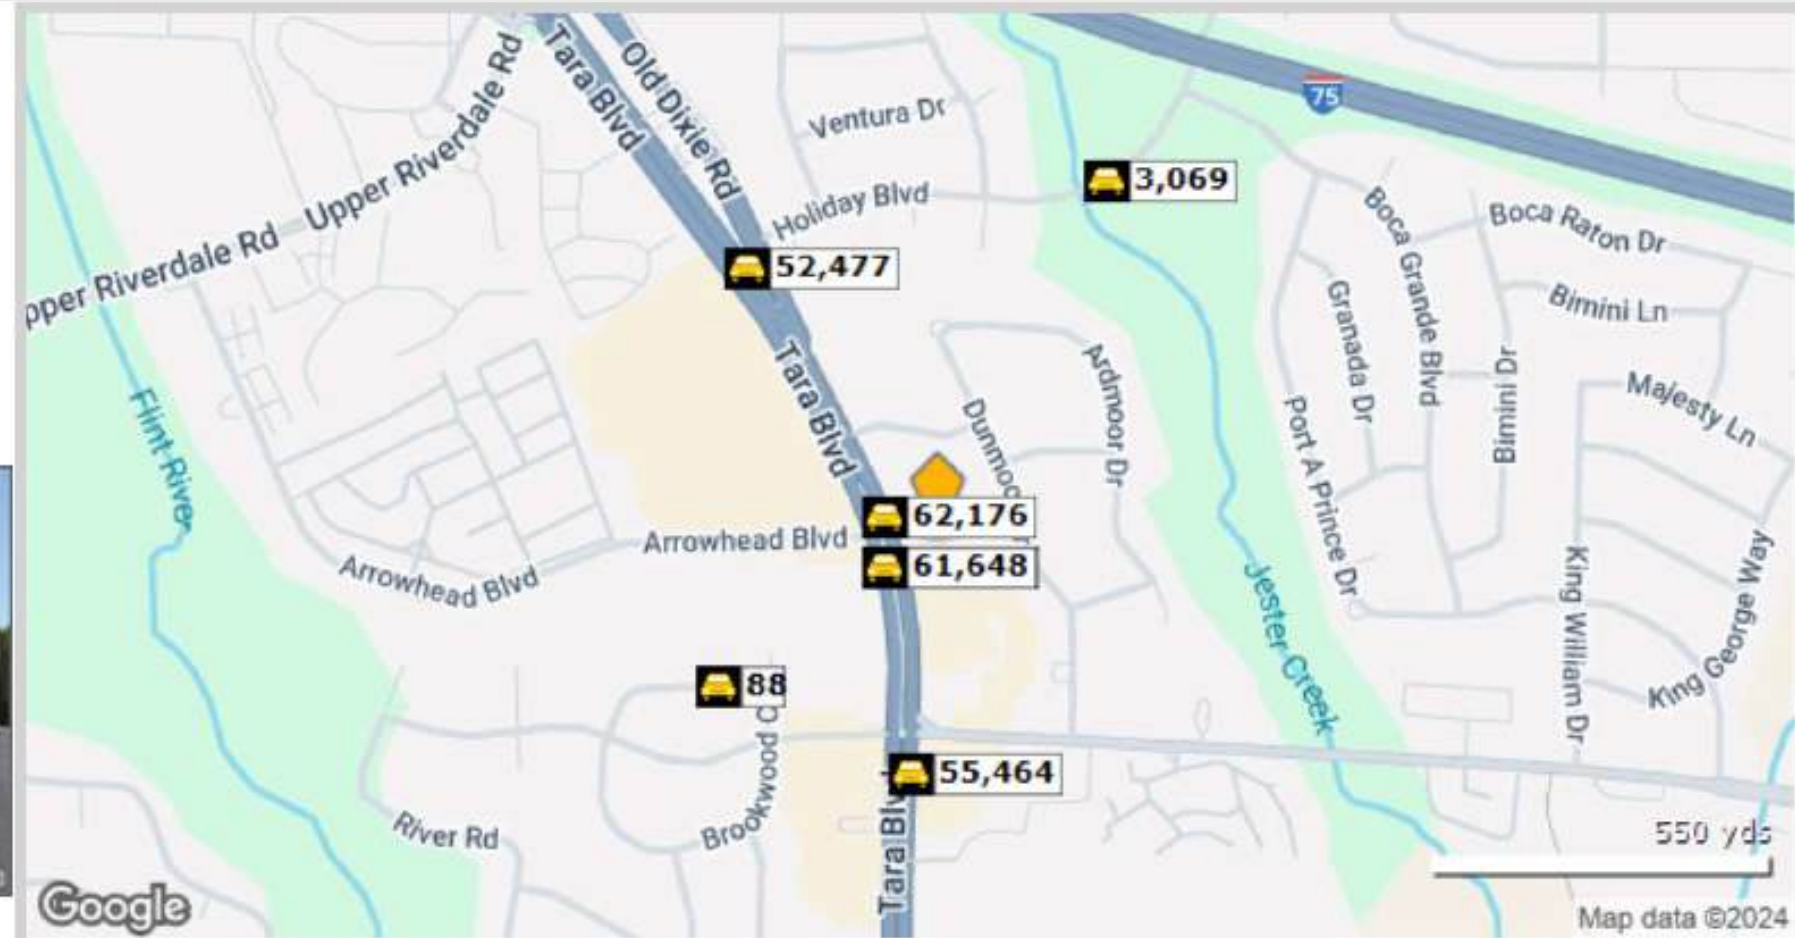 Upper Riverdale Rd
Tara Blvd
Old Dixie Rd
Ventura Dr
75
3,069
Holiday Blvd
Boca Grande Blvd
Boca Raton Dr
pper Riverdale Rd
52,477
Granada Dr
Bimini Ln
Tara Blvd
Ardmoor Dr
Bimini Dr
Majesty Ln
Flint River
Dunmoo
Port A Prince Dr
62,176
Arrowhead Blvd
61,648
Arrowhead Blvd
Jester Creek
King William Dr
King George Way
88
Brookwood C
55,464
Tara Blv
River Rd
550 yds
Google
Map data ©2024